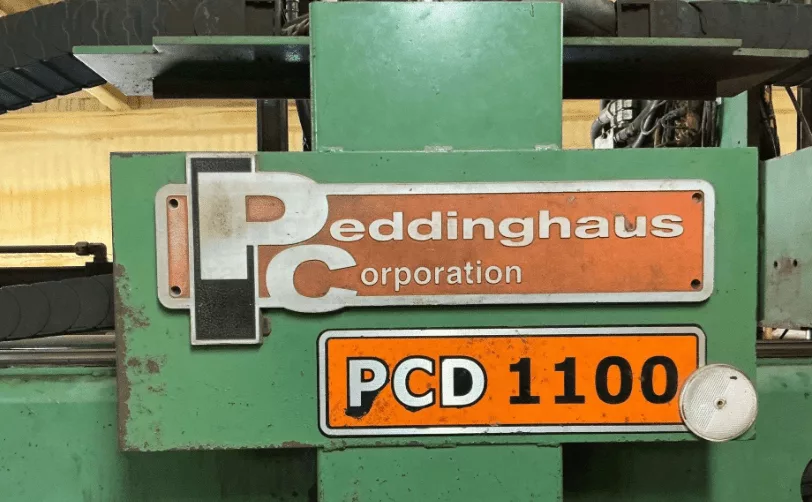 Peddinghaus
Corporation
PCD 1100